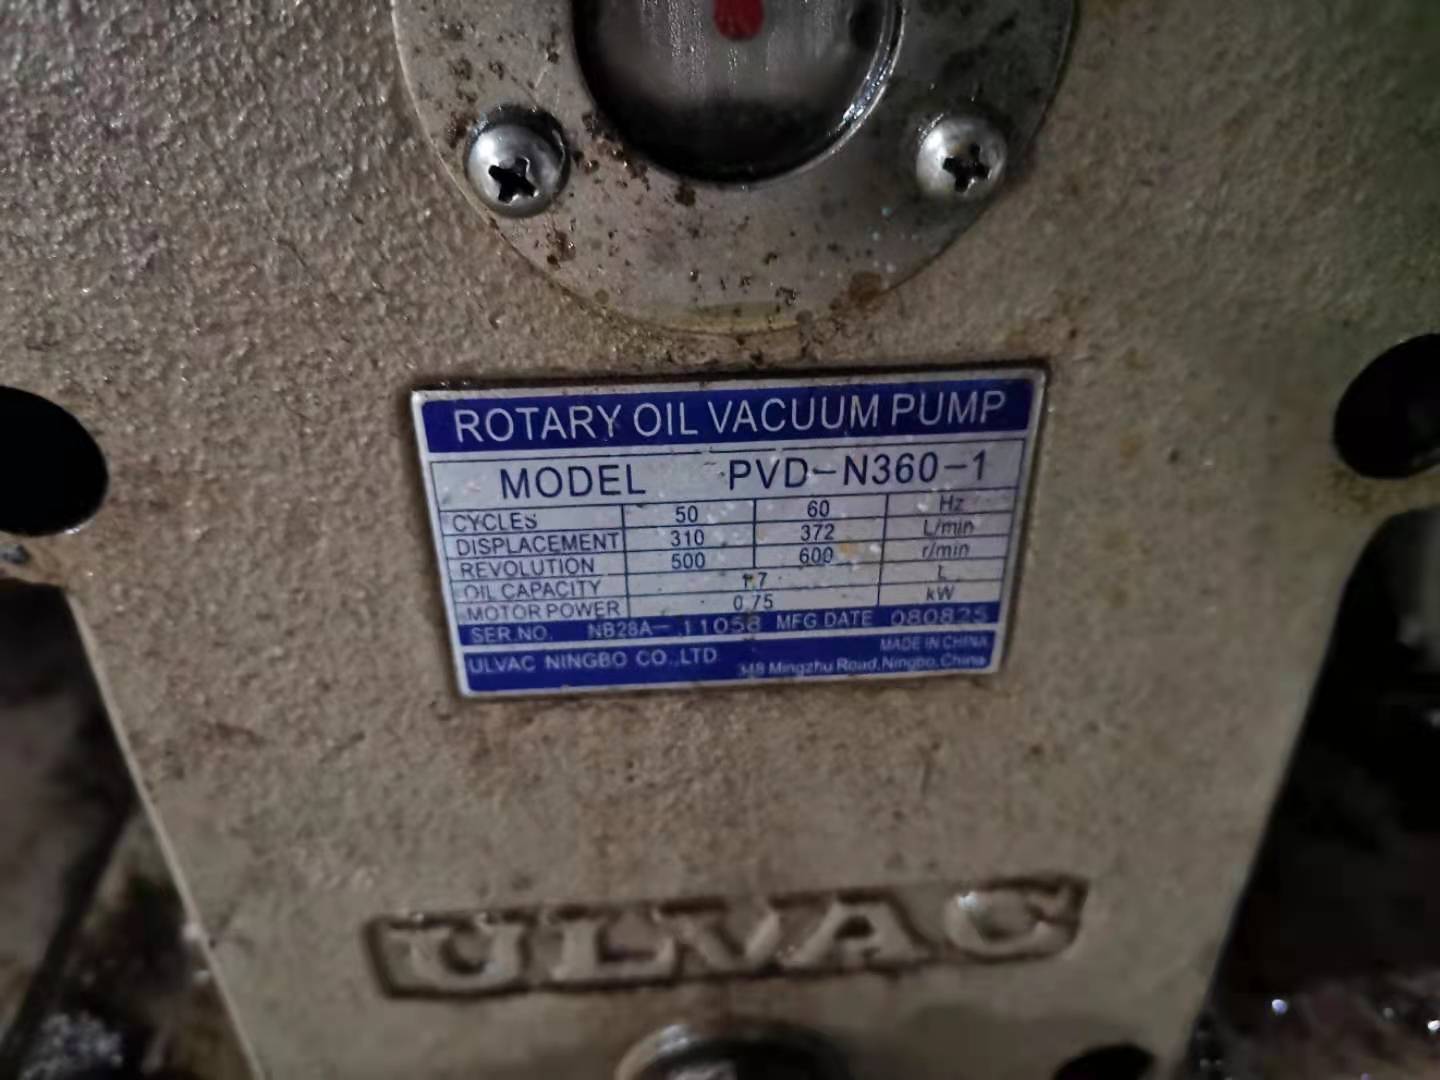 ROTARY OIL VACUUM PUMP
MODEL PVD-N360-1
CYCLES 50 60 Hz
DISPLACEMENT 310 372 L/min
REVOLUTION 500 600 r/min
OIL CAPACITY 1.7 L
MOTOR POWER 0.75 kW
SER.NO. NB28A- 11058 MFG DATE 080825
MADE IN CHINA
ULVAC NINGBO CO.,LTD 348 Mingzhu Road, Ningbo, China
ULVAC